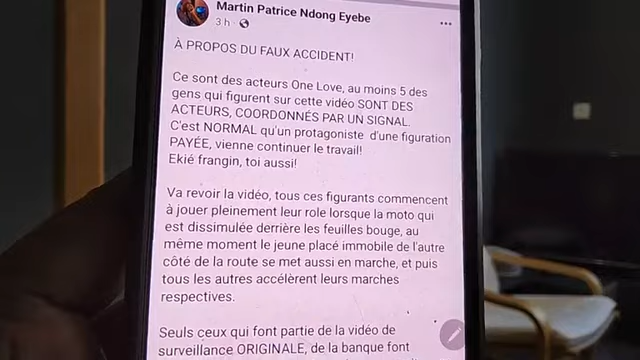 Martin Patrice Ndong Eyebe
3 h
À PROPOS DU FAUX ACCIDENT!
Ce sont des acteurs One Love, au moins 5 des
gens qui figurent sur cette vidéo SONT DES
ACTEURS, COORDONNÉS PAR UN SIGNAL.
C'est NORMAL qu'un protagoniste d'une figuration
PAYÉE, vienne continuer le travail!
Ekié frangin, toi aussi!
Va revoir la vidéo, tous ces figurants commencent
à jouer pleinement leur role lorsque la moto qui
est dissimulée derrière les feuilles bouge, au
même moment le jeune placé immobile de l'autre
côté de la route se met aussi en marche, et puis
tous les autres accélèrent leurs marches
respectives.
Seuls ceux qui font partie de la vidéo de
surveillance ORIGINALE, de la banque font